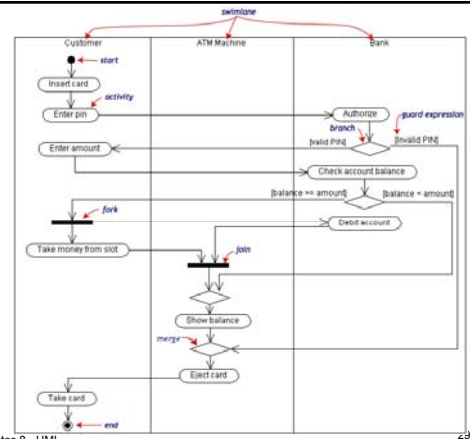 swimlane
Customer ATM Machine Bank
start
Insert card
activity
Enter pin Authorize guard expression
branch
Enter amount [valid PIN] [invalid PIN]
Check account balance
[balance >= amount] [balance < amount]
fork
Debit account
Take money from slot join
Show balance
merge
Eject card
Take card
end